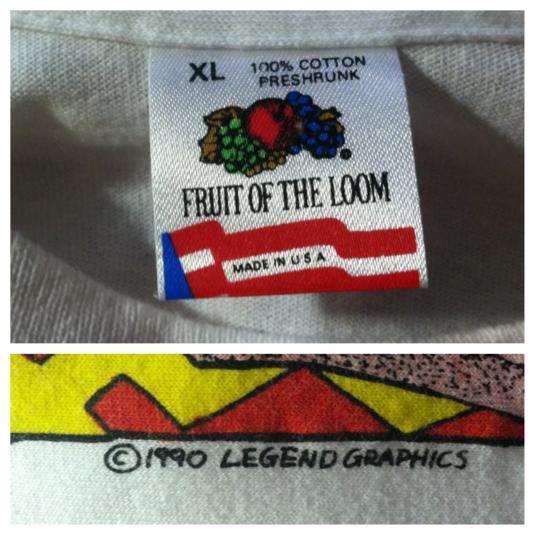 XL 100% COTTON
PRESHRUNK
FRUIT OF THE LOOM
MADE IN U S A
©1990 LEGEND GRAPHICS